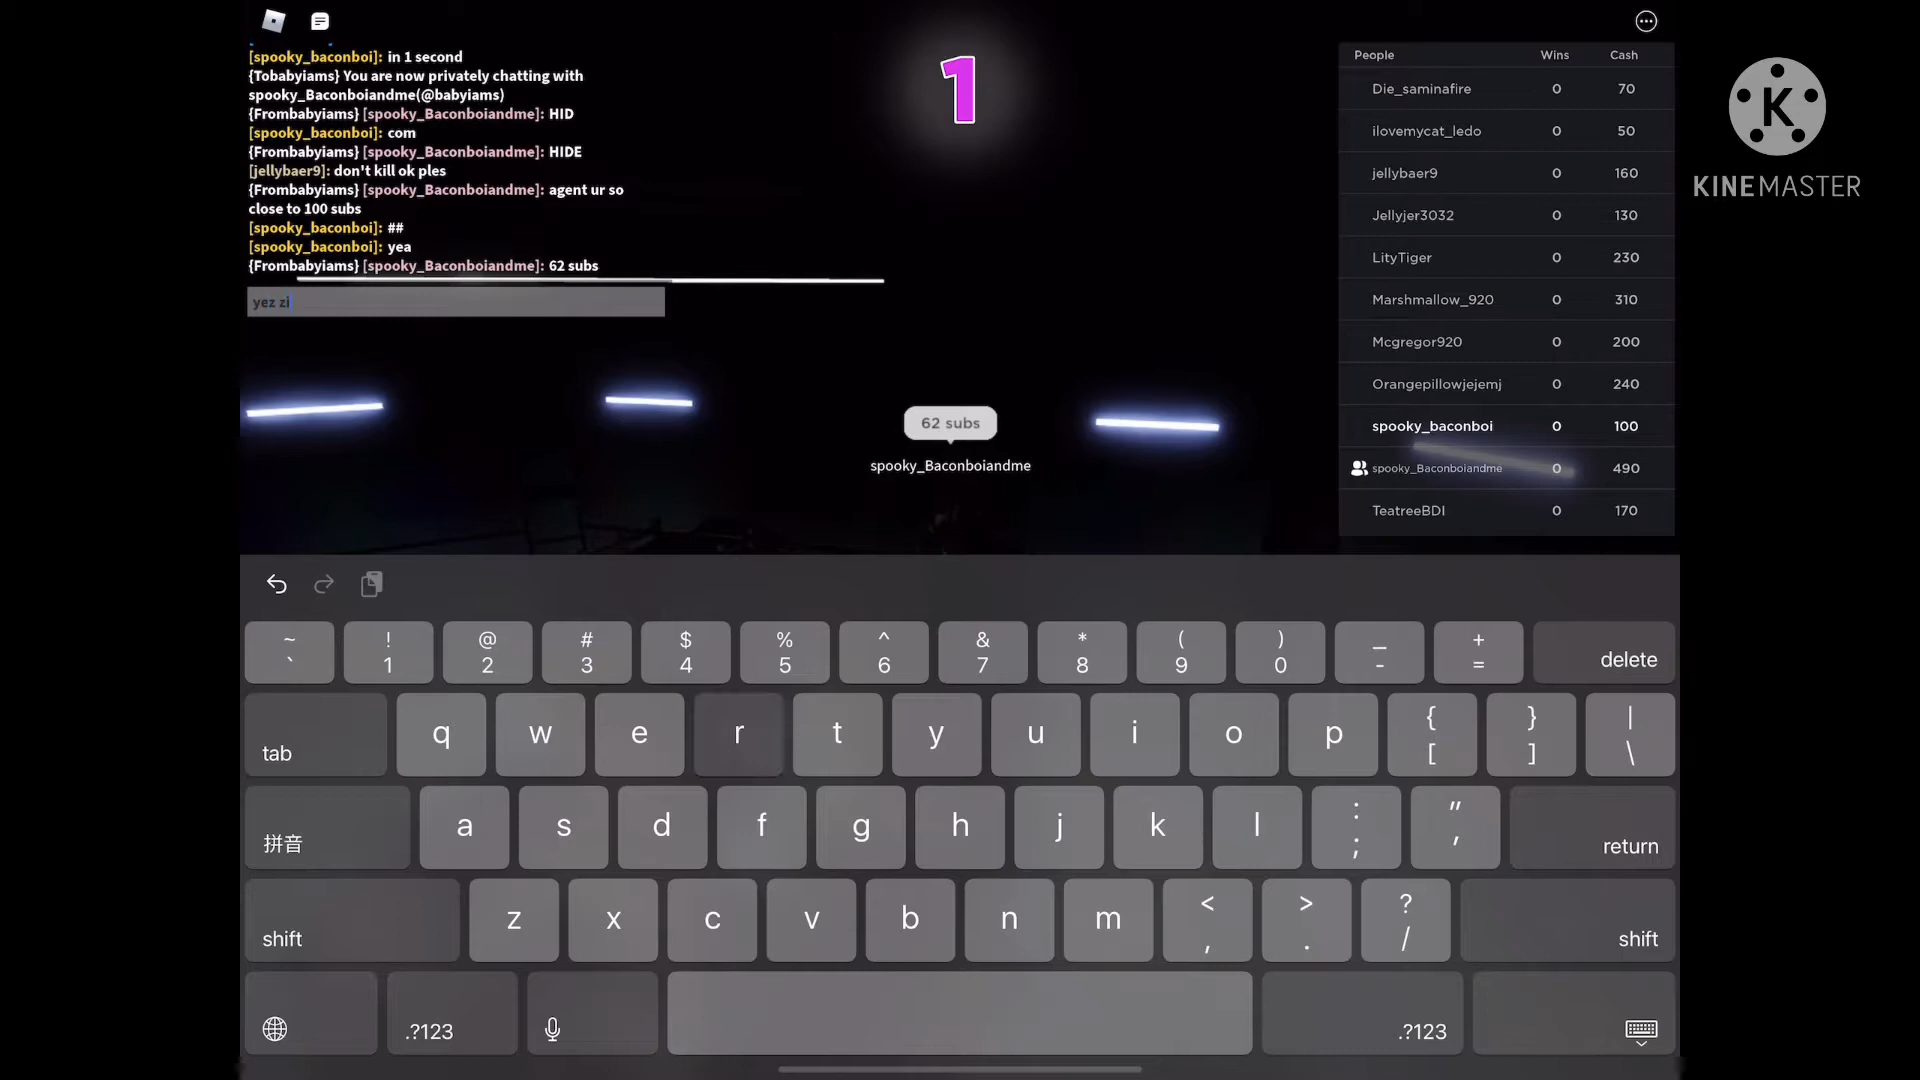 [spooky_baconboi]: in 1 second
{Tobabyiams} You are now privately chatting with
spooky_Baconboiandme(@babyiams)
{Frombabyiams} [spooky_Baconboiandme]: HID
[spooky_baconboi]: com
{Frombabyiams} [spooky_Baconboiandme]: HIDE
[jellybaer9]: don't kill ok ples
{Frombabyiams} [spooky_Baconboiandme]: agent ur so
close to 100 subs
[spooky_baconboi]: ##
[spooky_baconboi]: yea
{Frombabyiams} [spooky_Baconboiandme]: 62 subs
yez zi
1
62 subs
spooky_Baconboiandme
People Wins Cash
Die_saminafire 0 70
ilovemycat_ledo 0 50
jellybaer9 0 160
Jellyjer3032 0 130
LityTiger 0 230
Marshmallow_920 0 310
Mcgregor920 0 200
Orangepillowjejemj 0 240
spooky_baconboi 0 100
spooky_Baconboiandme 0 490
TeatreeBDI 0 170
K
KINEMASTER
~ ! @ # $ % ^ & * ( ) _ +
` 1 2 3 4 5 6 7 8 9 0 - = delete
tab q w e r t y u i o p { } |
[ ] \
拼音 a s d f g h j k l : "
; ' return
shift z x c v b n m < > ?
, . / shift
.?123 .?123